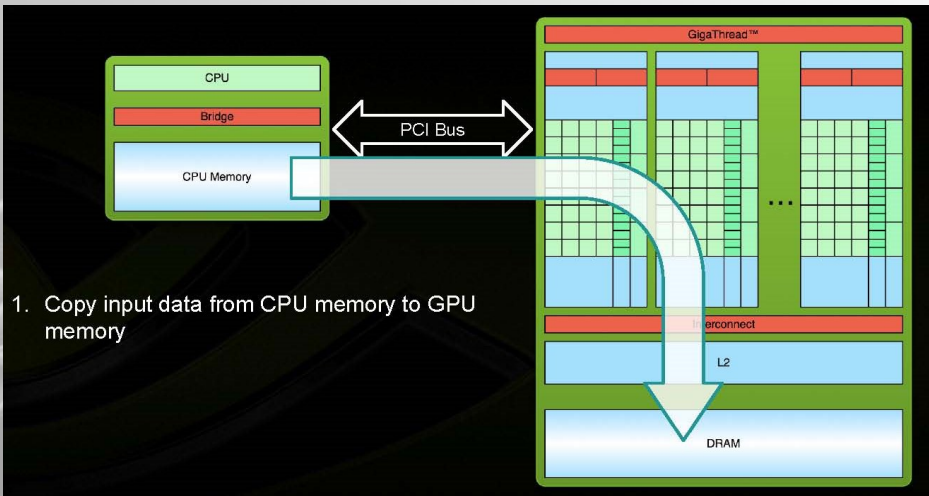 GigaThread™
CPU
Bridge
PCI Bus
CPU Memory
1. Copy input data from CPU memory to GPU
memory
Interconnect
L2
DRAM